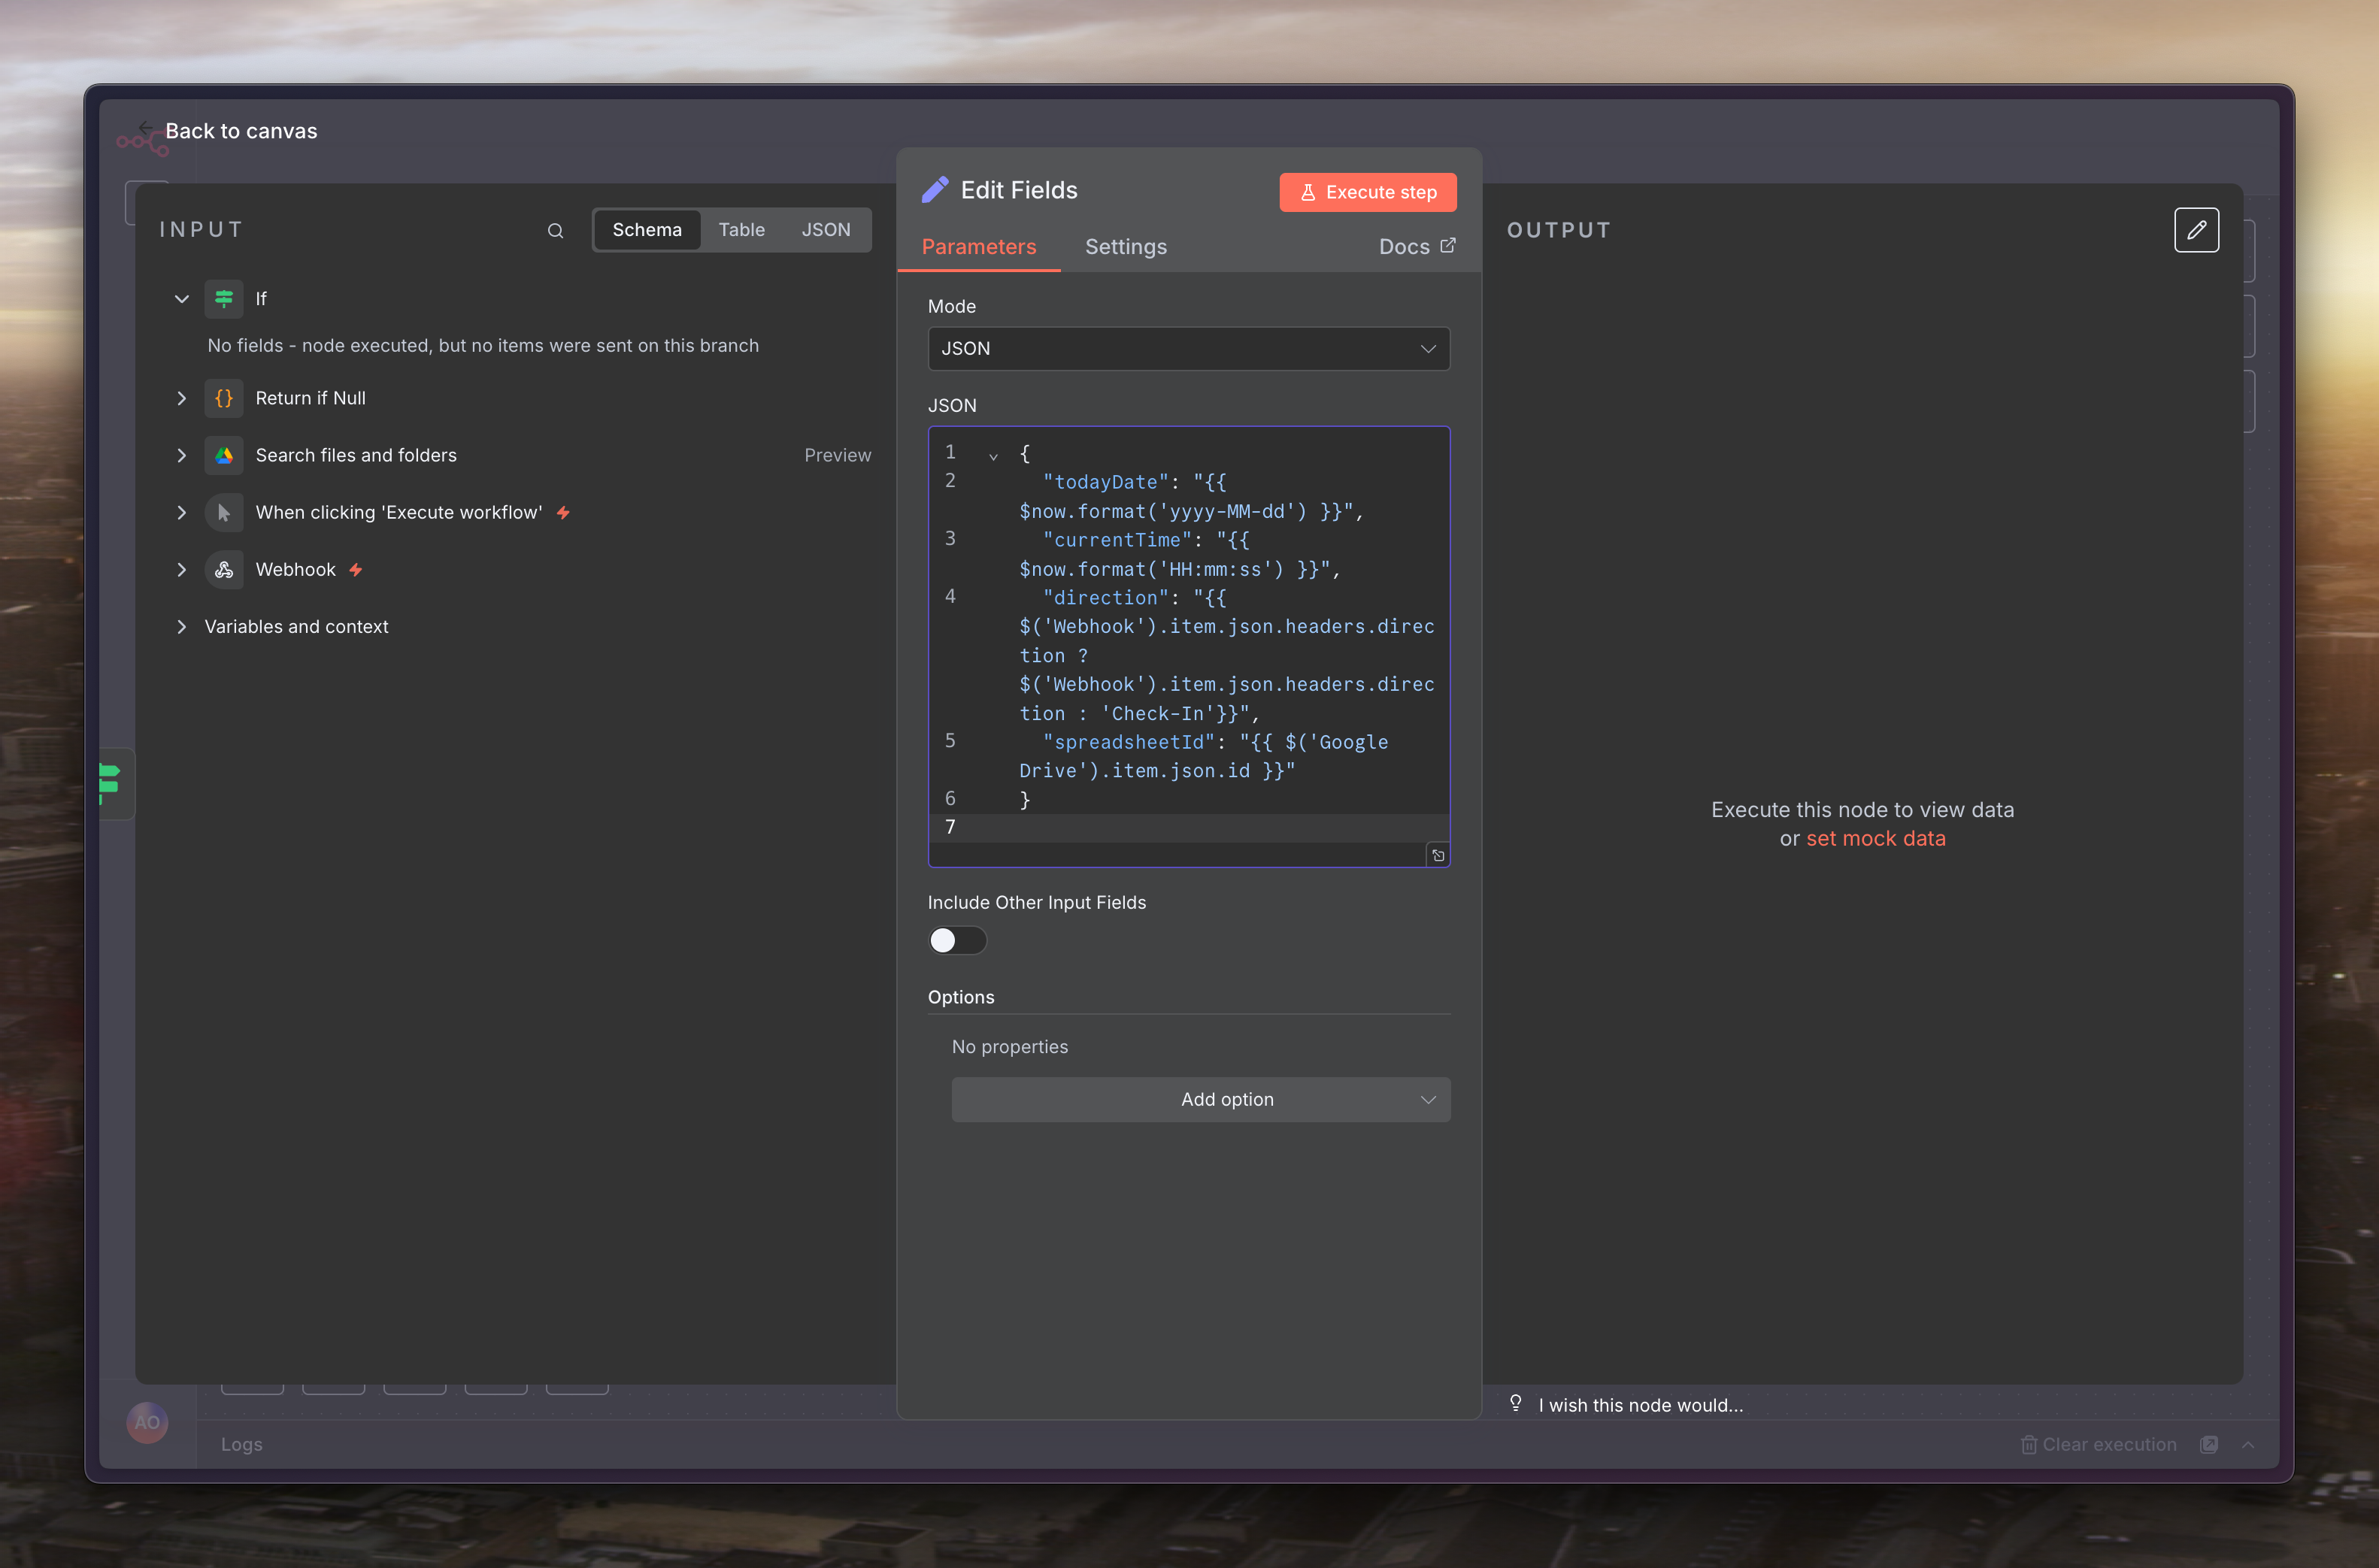 Back to canvas
INPUT
Schema
Table
JSON
If
No fields - node executed, but no items were sent on this branch
{} Return if Null
Search files and folders
Preview
When clicking 'Execute workflow'
Webhook
Variables and context
Edit Fields
Execute step
Parameters
Settings
Docs
Mode
JSON
JSON
1 {
2 "todayDate": "{{
$now.format('yyyy-MM-dd') }}",
3 "currentTime": "{{
$now.format('HH:mm:ss') }}",
4 "direction": "{{
$('Webhook').item.json.headers.direc
tion ?
$('Webhook').item.json.headers.direc
tion : 'Check-In'}}",
5 "spreadsheetId": "{{ $('Google
Drive').item.json.id }}"
6 }
7
Include Other Input Fields
Options
No properties
Add option
OUTPUT
Execute this node to view data
or set mock data
I wish this node would...
AO
Logs
Clear execution